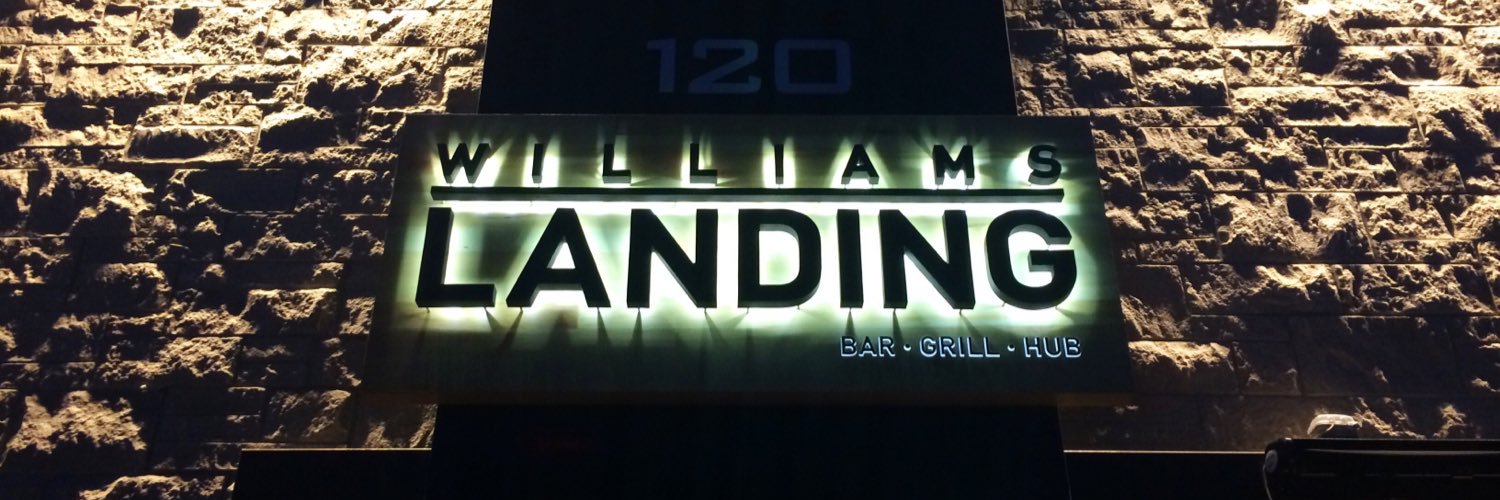 120
WILLIAMS
LANDING
BAR • GRILL • HUB